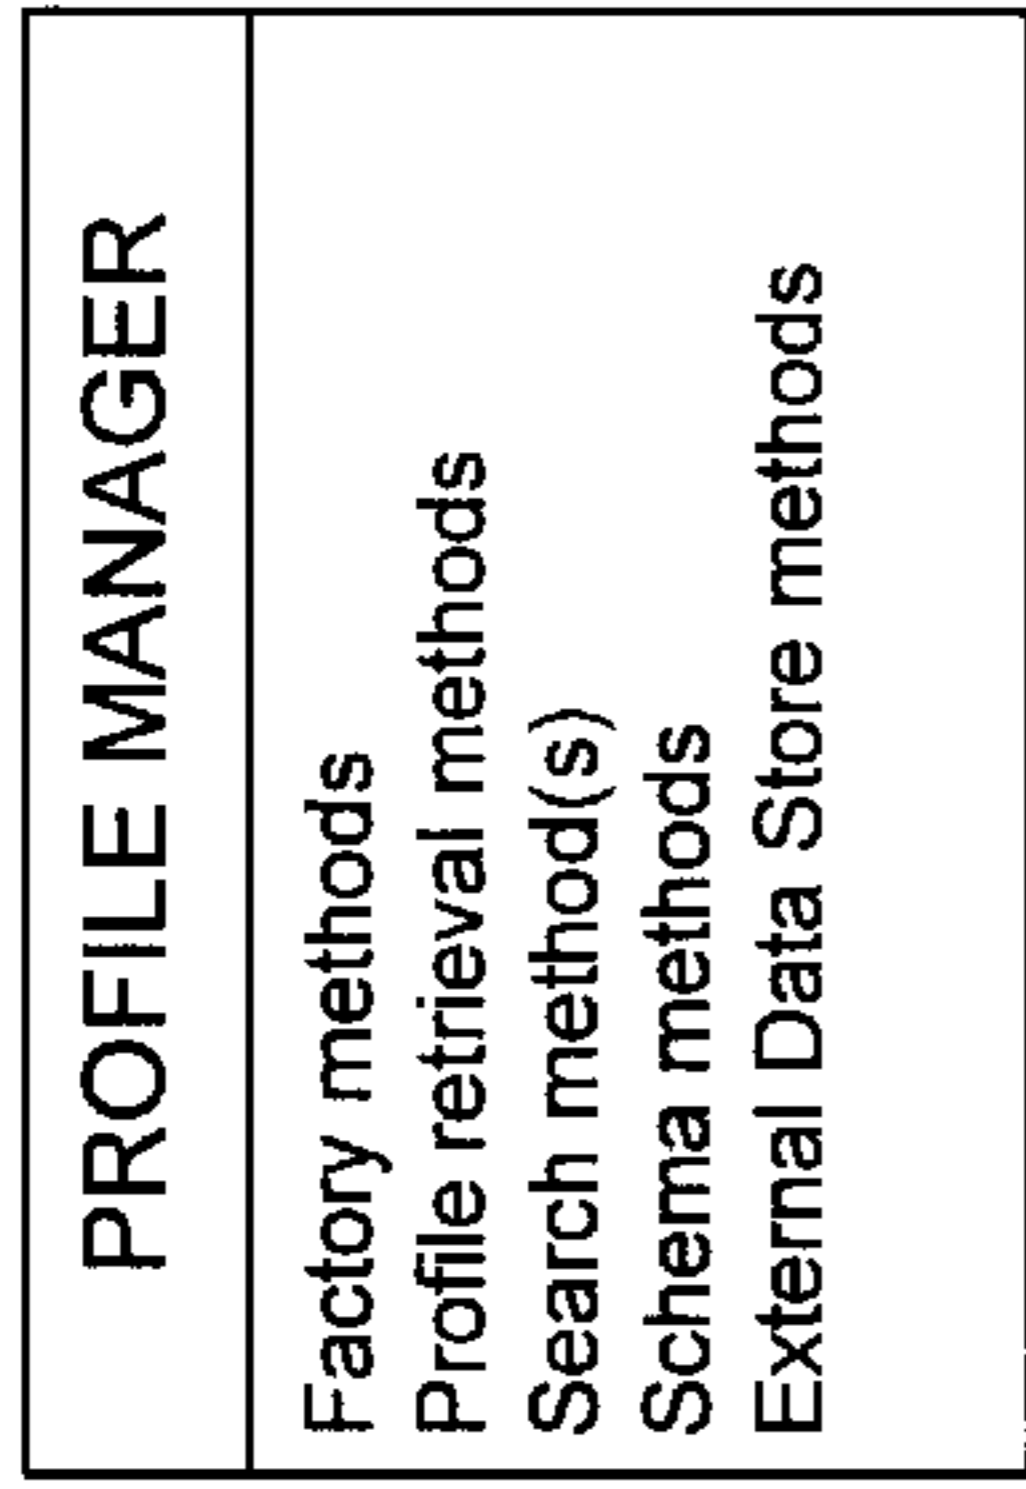 PROFILE MANAGER
Factory methods
Profile retrieval methods
Search method(s)
Schema methods
External Data Store methods